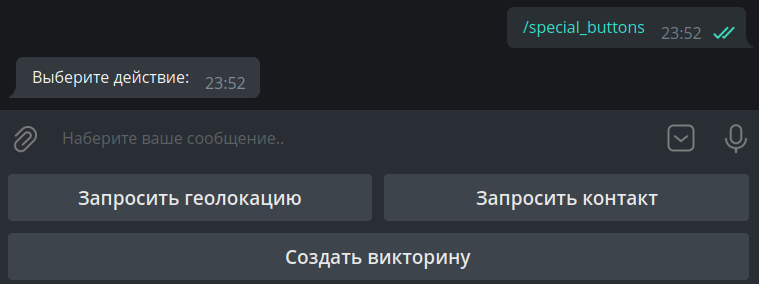 /special_buttons 23:52
Выберите действие: 23:52
Наберите ваше сообщение..
Запросить геолокацию Запросить контакт
Создать викторину